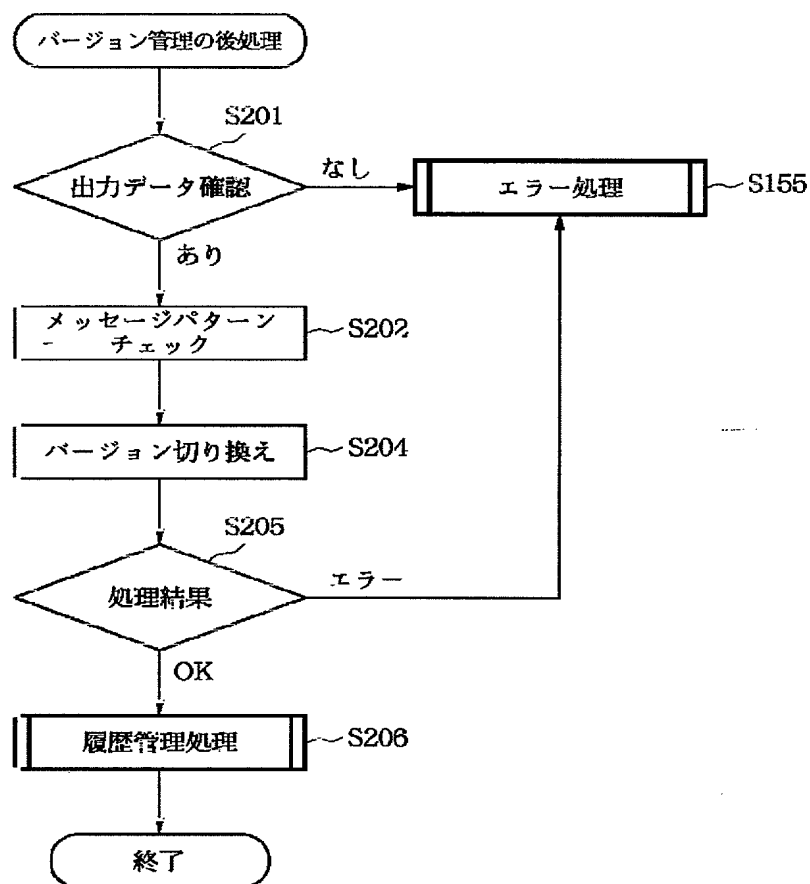 バージョン管理の後処理
S201
出力データ確認
なし
エラー処理
S155
あり
メッセージパターン
チェック
S202
バージョン切り換え
S204
S205
処理結果
エラー
OK
履歴管理処理
S206
終了